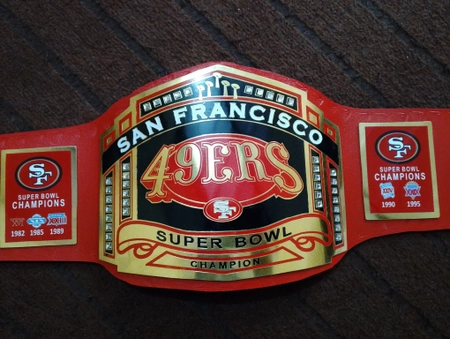 SF
SUPER BOWL
CHAMPIONS
1982 1985 1989
SAN FRANCISCO
49ERS
SF
SUPER BOWL
CHAMPION
SF
SUPER BOWL
CHAMPIONS
1990 1995